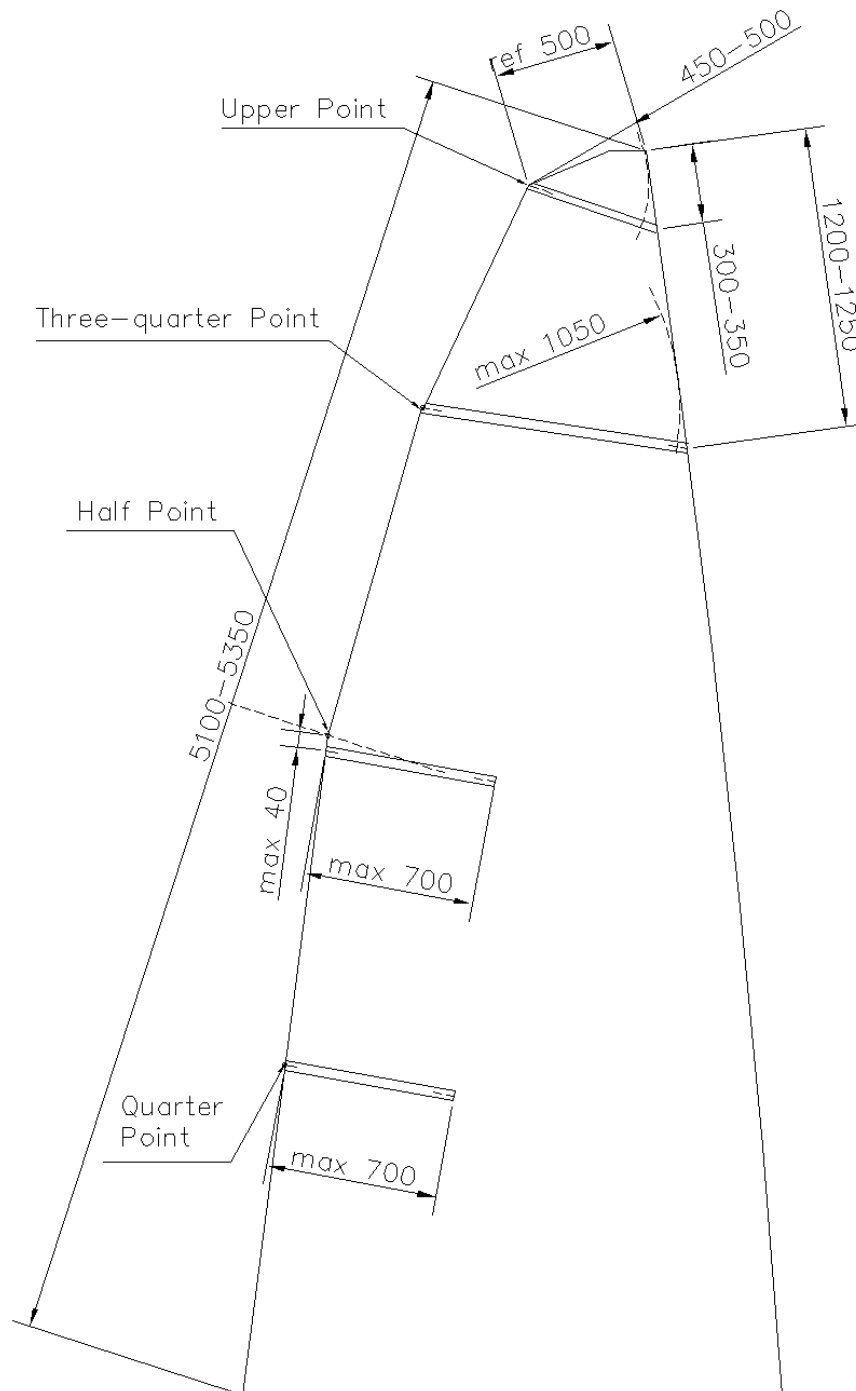 ref 500
450-500
Upper Point
1200-1250
300-350
Three-quarter Point
max 1050
Half Point
5100-5350
max 40
max 700
Quarter
Point
max 700